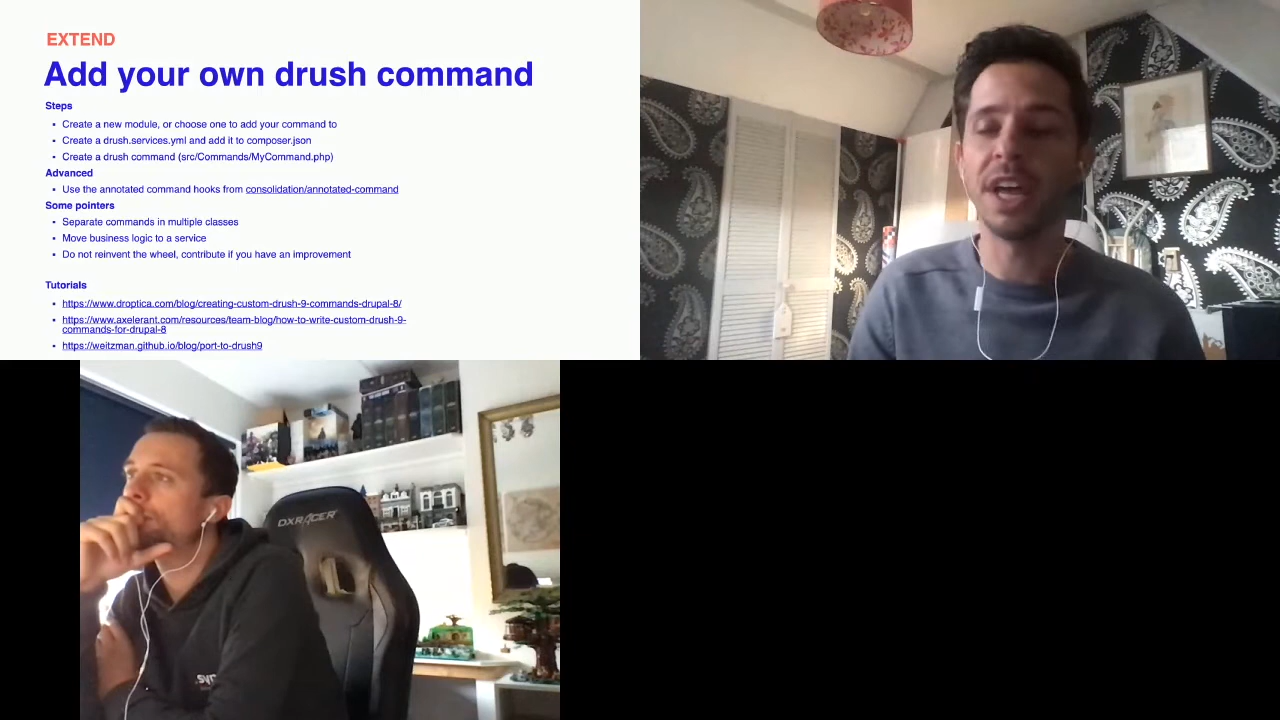 EXTEND
Add your own drush command
Steps
▪ Create a new module, or choose one to add your command to
▪ Create a drush.services.yml and add it to composer.json
▪ Create a drush command (src/Commands/MyCommand.php)
Advanced
▪ Use the annotated command hooks from consolidation/annotated-command
Some pointers
▪ Separate commands in multiple classes
▪ Move business logic to a service
▪ Do not reinvent the wheel, contribute if you have an improvement
Tutorials
▪ https://www.droptica.com/blog/creating-custom-drush-9-commands-drupal-8/
▪ https://www.axelerant.com/resources/team-blog/how-to-write-custom-drush-9-
commands-for-drupal-8
▪ https://weitzman.github.io/blog/port-to-drush9
DXRACER